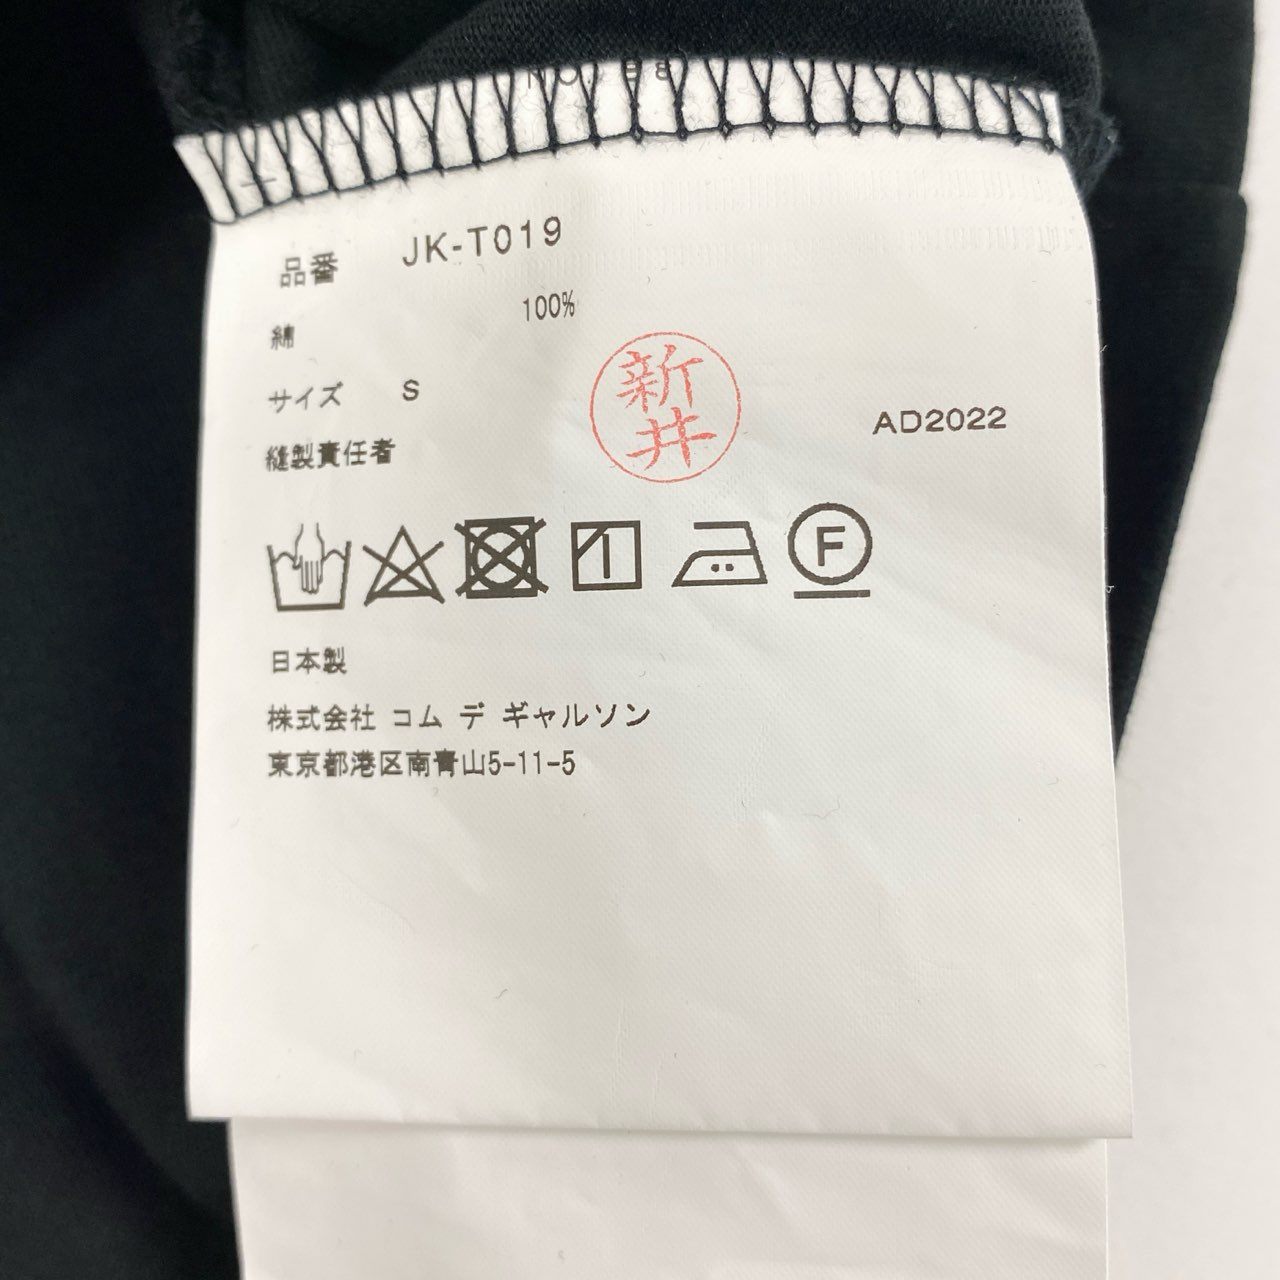 品番 JK-T019
綿 100%
サイズ S
新井
AD2022
縫製責任者
F
日本製
株式会社 コム デ ギャルソン
東京都港区南青山5-11-5